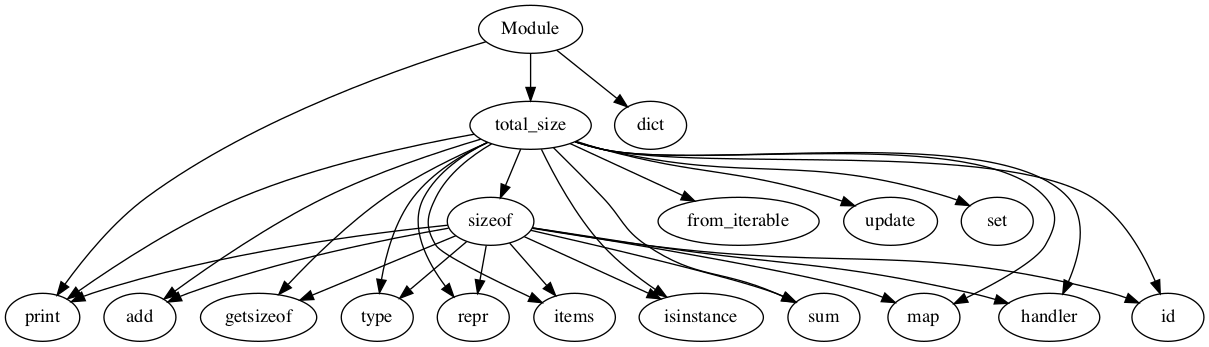 Module
total_size
dict
sizeof
from_iterable
update
set
print
add
getsizeof
type
repr
items
isinstance
sum
map
handler
id